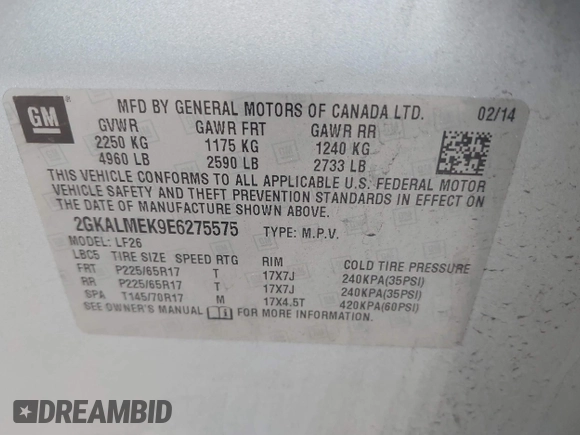 GM
MFD BY GENERAL MOTORS OF CANADA LTD. 02/14
GVWR GAWR FRT GAWR RR
2250 KG 1175 KG 1240 KG
4960 LB 2590 LB 2733 LB
THIS VEHICLE CONFORMS TO ALL APPLICABLE U.S. FEDERAL MOTOR
VEHICLE SAFETY AND THEFT PREVENTION STANDARDS IN EFFECT ON
THE DATE OF MANUFACTURE SHOWN ABOVE.
2GKALMEK9E6275575 TYPE: M.P.V.
MODEL: LF26
LBC5 TIRE SIZE SPEED RTG RIM COLD TIRE PRESSURE
FRT P225/65R17 T 17X7J 240KPA(35PSI)
RR P225/65R17 T 17X7J 240KPA(35PSI)
SPA T145/70R17 M 17X4.5T 420KPA(60PSI)
SEE OWNER'S MANUAL FOR MORE INFORMATION.
DREAMBID